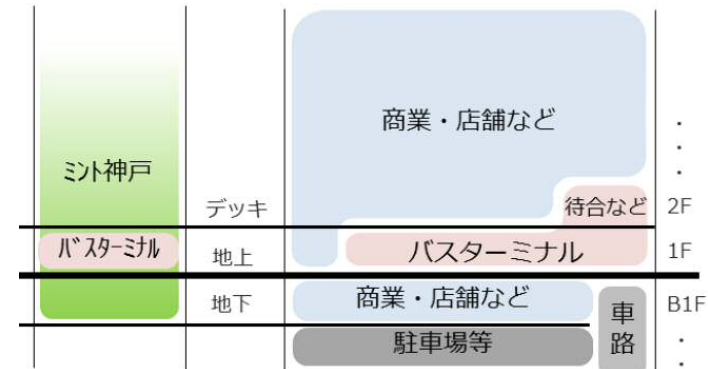 商業・店舗など
ミント神戸
デッキ
待合など
2F
バスターミナル
地上
バスターミナル
1F
地下
商業・店舗など
車路
B1F
駐車場等